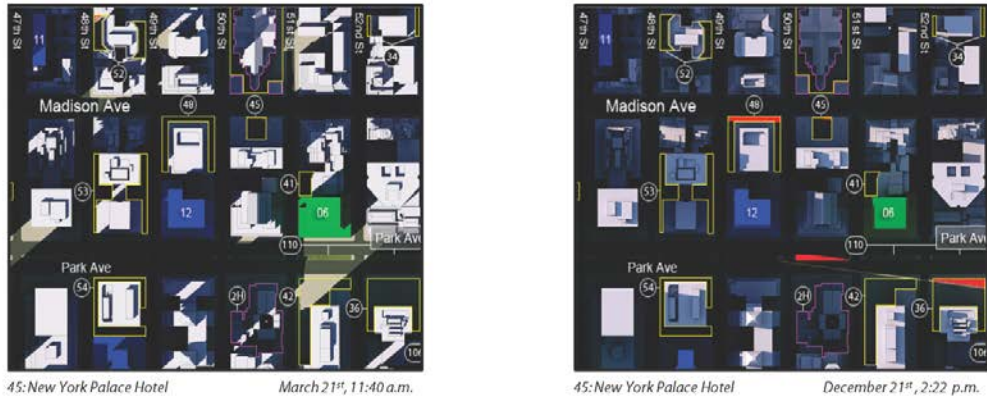 47th St
48th St
49th St
50th St
51st St
52nd St
11
52
34
Madison Ave
48
45
53
41
12
06
110
Park Ave
Park Ave
54
2H
42
36
106
45: New York Palace Hotel
March 21st, 11:40 a.m.
47th St
48th St
49th St
50th St
51st St
52nd St
11
52
34
Madison Ave
48
45
53
41
12
06
110
Park Ave
Park Ave
54
2H
42
36
106
45: New York Palace Hotel
December 21st, 2:22 p.m.